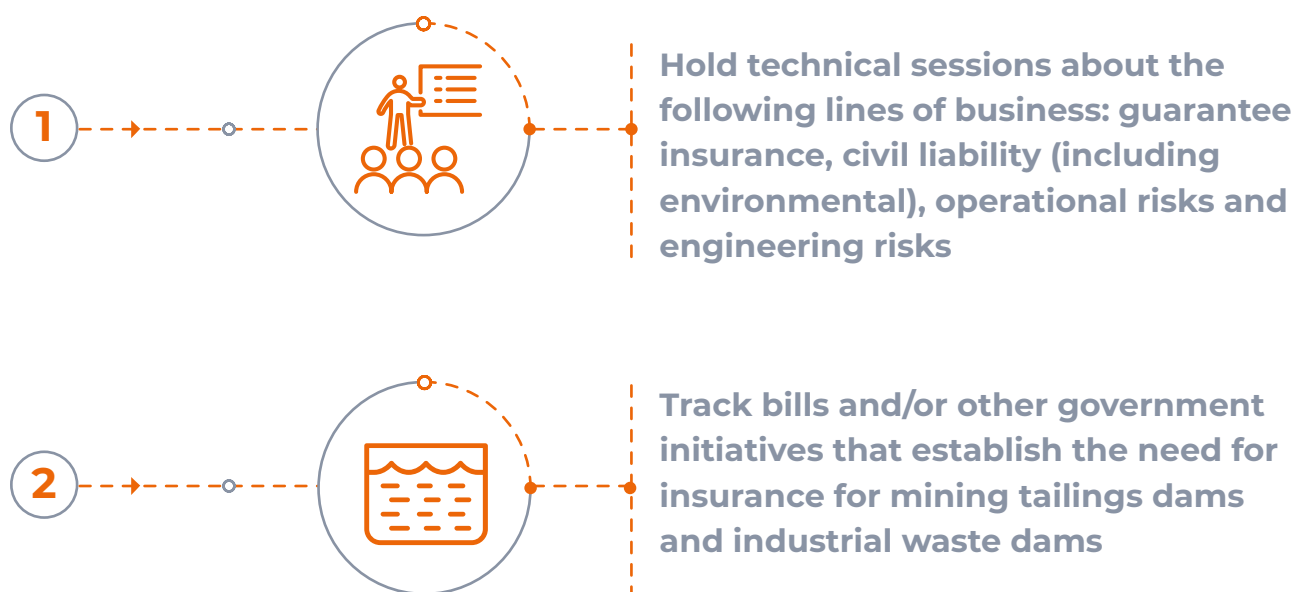 1
Hold technical sessions about the
following lines of business: guarantee
insurance, civil liability (including
environmental), operational risks and
engineering risks
2
Track bills and/or other government
initiatives that establish the need for
insurance for mining tailings dams
and industrial waste dams